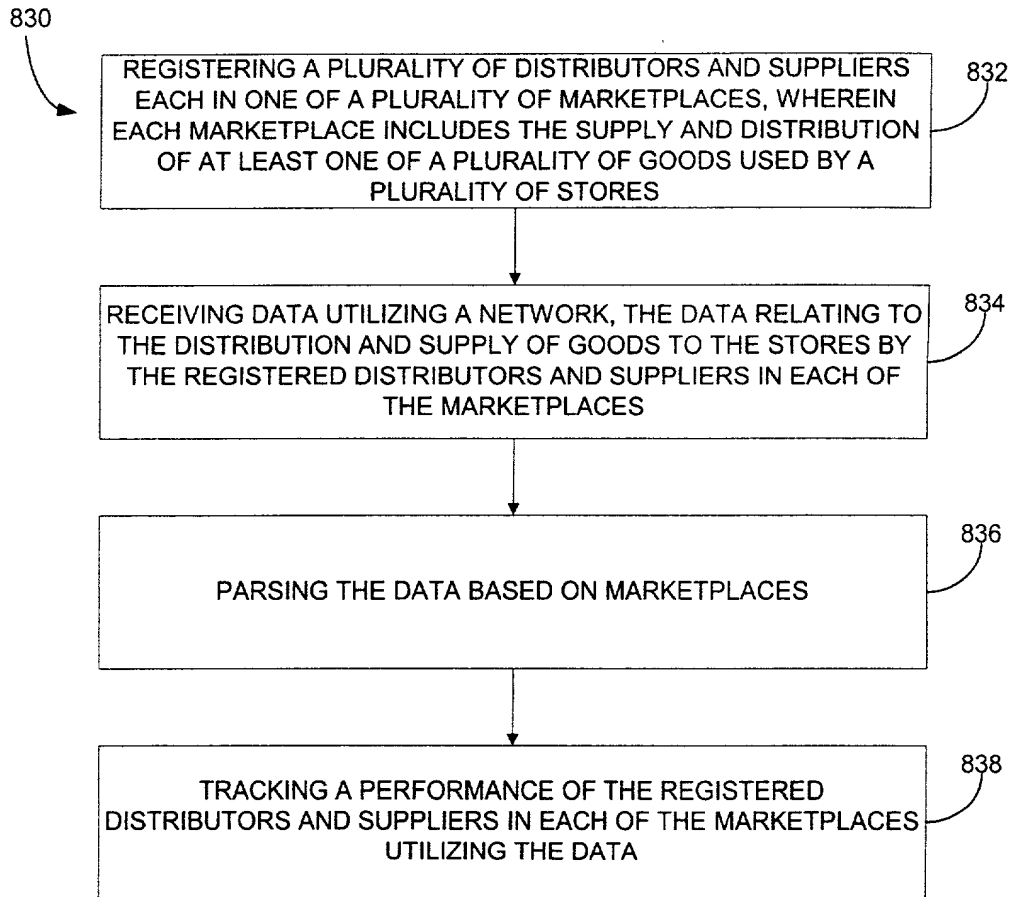 830
REGISTERING A PLURALITY OF DISTRIBUTORS AND SUPPLIERS
EACH IN ONE OF A PLURALITY OF MARKETPLACES, WHEREIN
EACH MARKETPLACE INCLUDES THE SUPPLY AND DISTRIBUTION
OF AT LEAST ONE OF A PLURALITY OF GOODS USED BY A
PLURALITY OF STORES
832
RECEIVING DATA UTILIZING A NETWORK, THE DATA RELATING TO
THE DISTRIBUTION AND SUPPLY OF GOODS TO THE STORES BY
THE REGISTERED DISTRIBUTORS AND SUPPLIERS IN EACH OF
THE MARKETPLACES
834
PARSING THE DATA BASED ON MARKETPLACES
836
TRACKING A PERFORMANCE OF THE REGISTERED
DISTRIBUTORS AND SUPPLIERS IN EACH OF THE MARKETPLACES
UTILIZING THE DATA
838